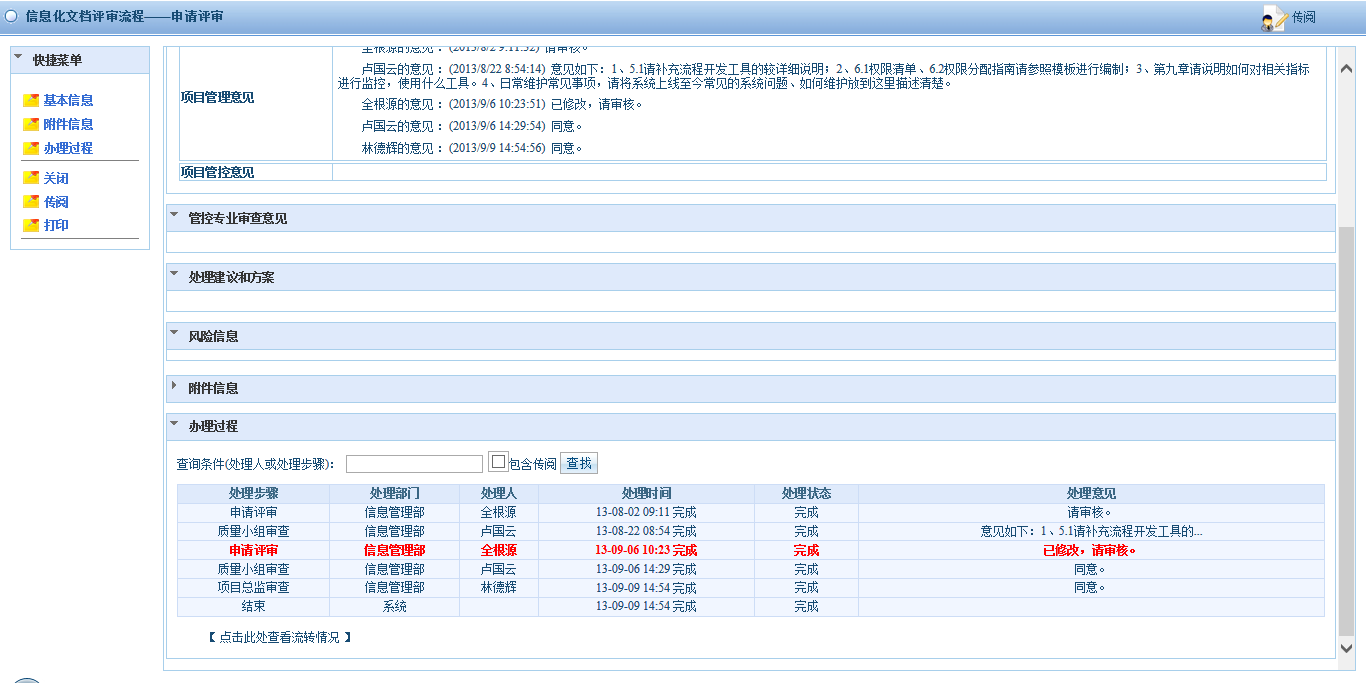 信息化文档评审流程——申请评审
传阅
快捷菜单
基本信息
附件信息
办理过程
关闭
传阅
打印
全根源的意见： (2013/8/2 9:11:52) 请审核。
项目管理意见
卢国云的意见： (2013/8/22 8:54:14) 意见如下：1、5.1请补充流程开发工具的较详细说明；2、6.1权限清单、6.2权限分配指南请参照模板进行编制；3、第九章请说明如何对相关指标
进行监控，使用什么工具。4、日常维护常见事项，请将系统上线至今常见的系统问题、如何维护放到这里描述清楚。
全根源的意见： (2013/9/6 10:23:51) 已修改，请审核。
卢国云的意见： (2013/9/6 14:29:54) 同意。
林德辉的意见： (2013/9/9 14:54:56) 同意。
项目管控意见
管控专业审查意见
处理建议和方案
风险信息
附件信息
办理过程
查询条件(处理人或处理步骤)： 包含传阅 查找
处理步骤 处理部门 处理人 处理时间 处理状态 处理意见
申请评审 信息管理部 全根源 13-08-02 09:11 完成 完成 请审核。
质量小组审查 信息管理部 卢国云 13-08-22 08:54 完成 完成 意见如下：1、5.1请补充流程开发工具的...
申请评审 信息管理部 全根源 13-09-06 10:23 完成 完成 已修改，请审核。
质量小组审查 信息管理部 卢国云 13-09-06 14:29 完成 完成 同意。
项目总监审查 信息管理部 林德辉 13-09-09 14:54 完成 完成 同意。
结束 系统 13-09-09 14:54 完成 完成
【 点击此处查看流转情况 】